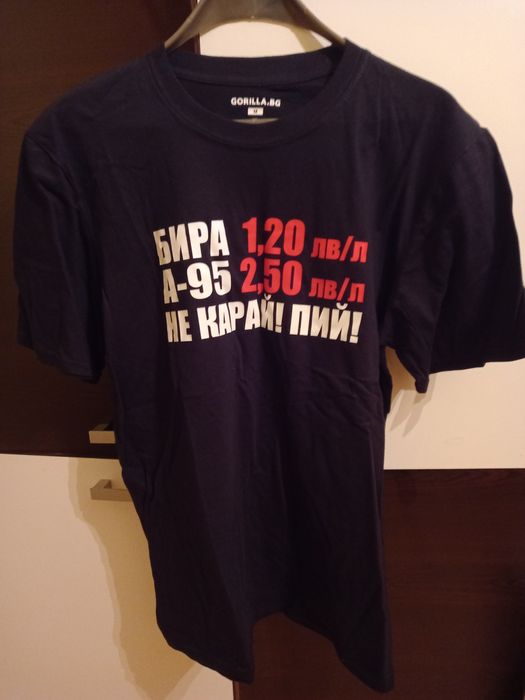 GORILLA.BG
M
БИРА 1,20 лв/л
А-95 2,50 лв/л
НЕ КАРАЙ! ПИЙ!